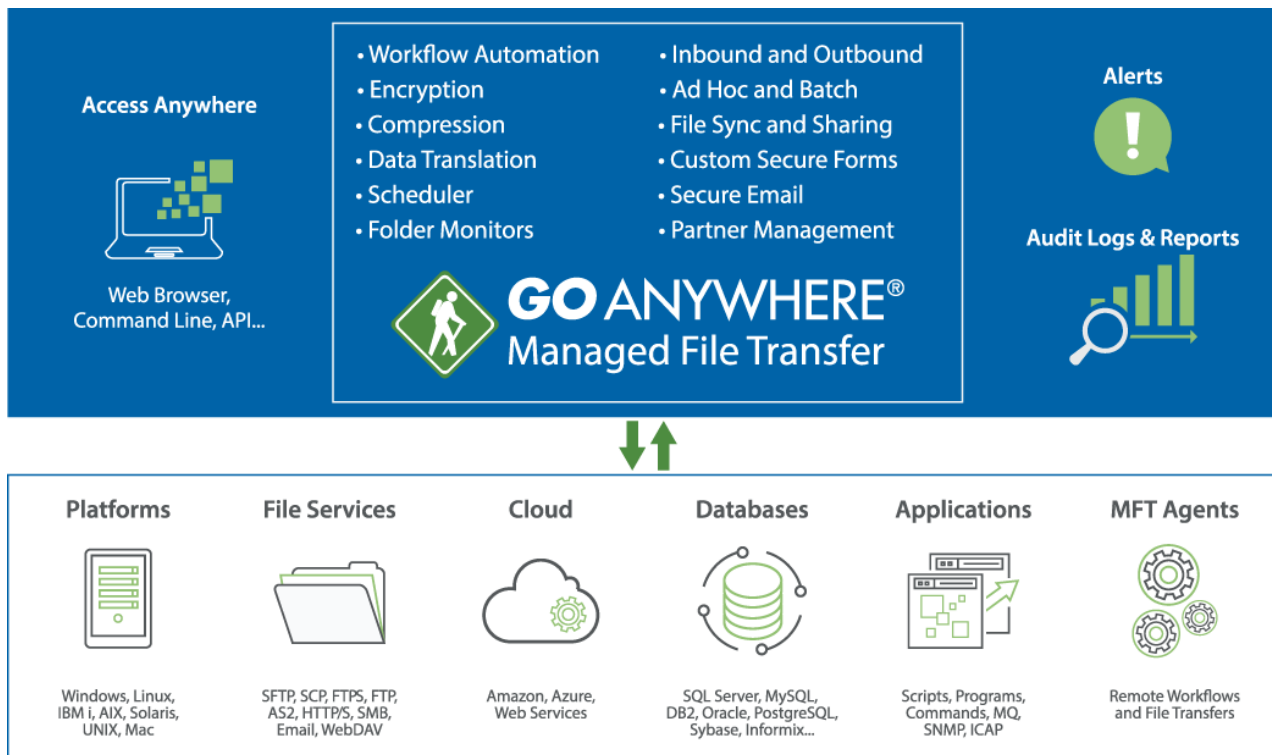 Access Anywhere
Web Browser,
Command Line, API...
• Workflow Automation
• Encryption
• Compression
• Data Translation
• Scheduler
• Folder Monitors
• Inbound and Outbound
• Ad Hoc and Batch
• File Sync and Sharing
• Custom Secure Forms
• Secure Email
• Partner Management
GO ANYWHERE®
Managed File Transfer
Alerts
!
Audit Logs & Reports
Platforms
Windows, Linux,
IBM i, AIX, Solaris,
UNIX, Mac
File Services
SFTP, SCP, FTPS, FTP,
AS2, HTTP/S, SMB,
Email, WebDAV
Cloud
Amazon, Azure,
Web Services
Databases
SQL Server, MySQL,
DB2, Oracle, PostgreSQL,
Sybase, Informix...
Applications
Scripts, Programs,
Commands, MQ,
SNMP, ICAP
MFT Agents
Remote Workflows
and File Transfers